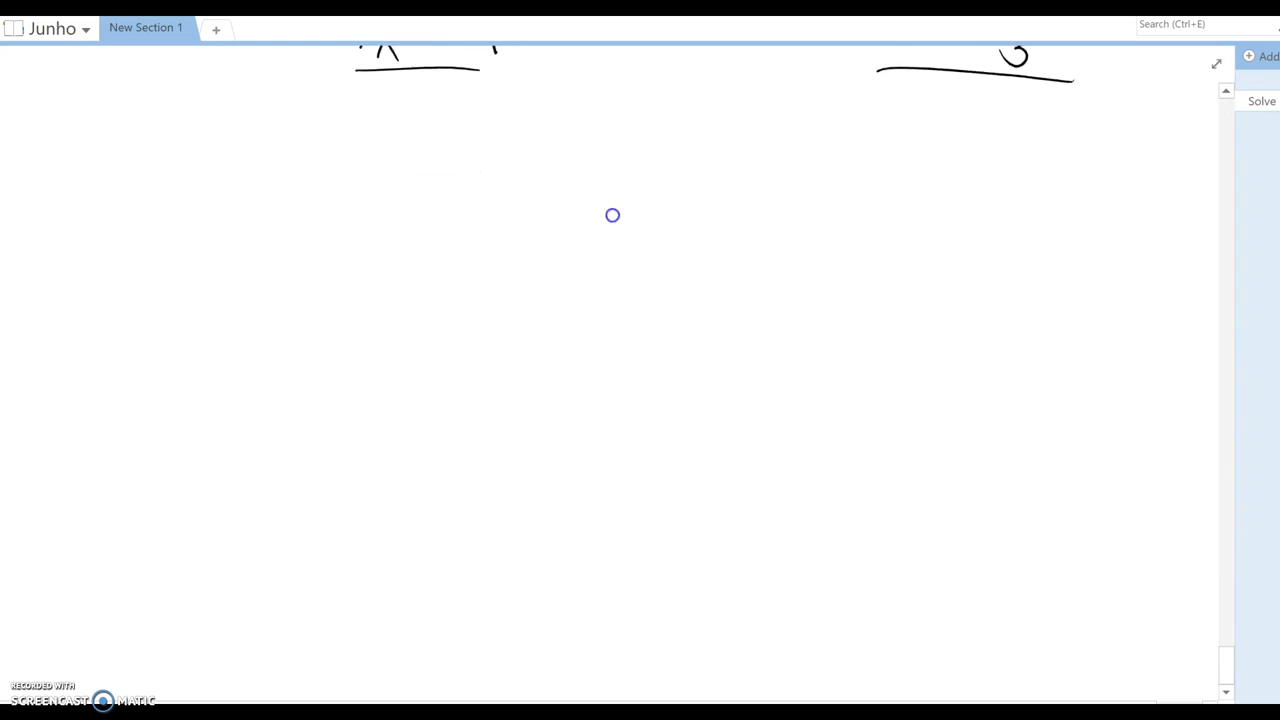 Junho
New Section 1
Search (Ctrl+E)
Add
Solve
RECORDED WITH
SCREENCAST MATIC